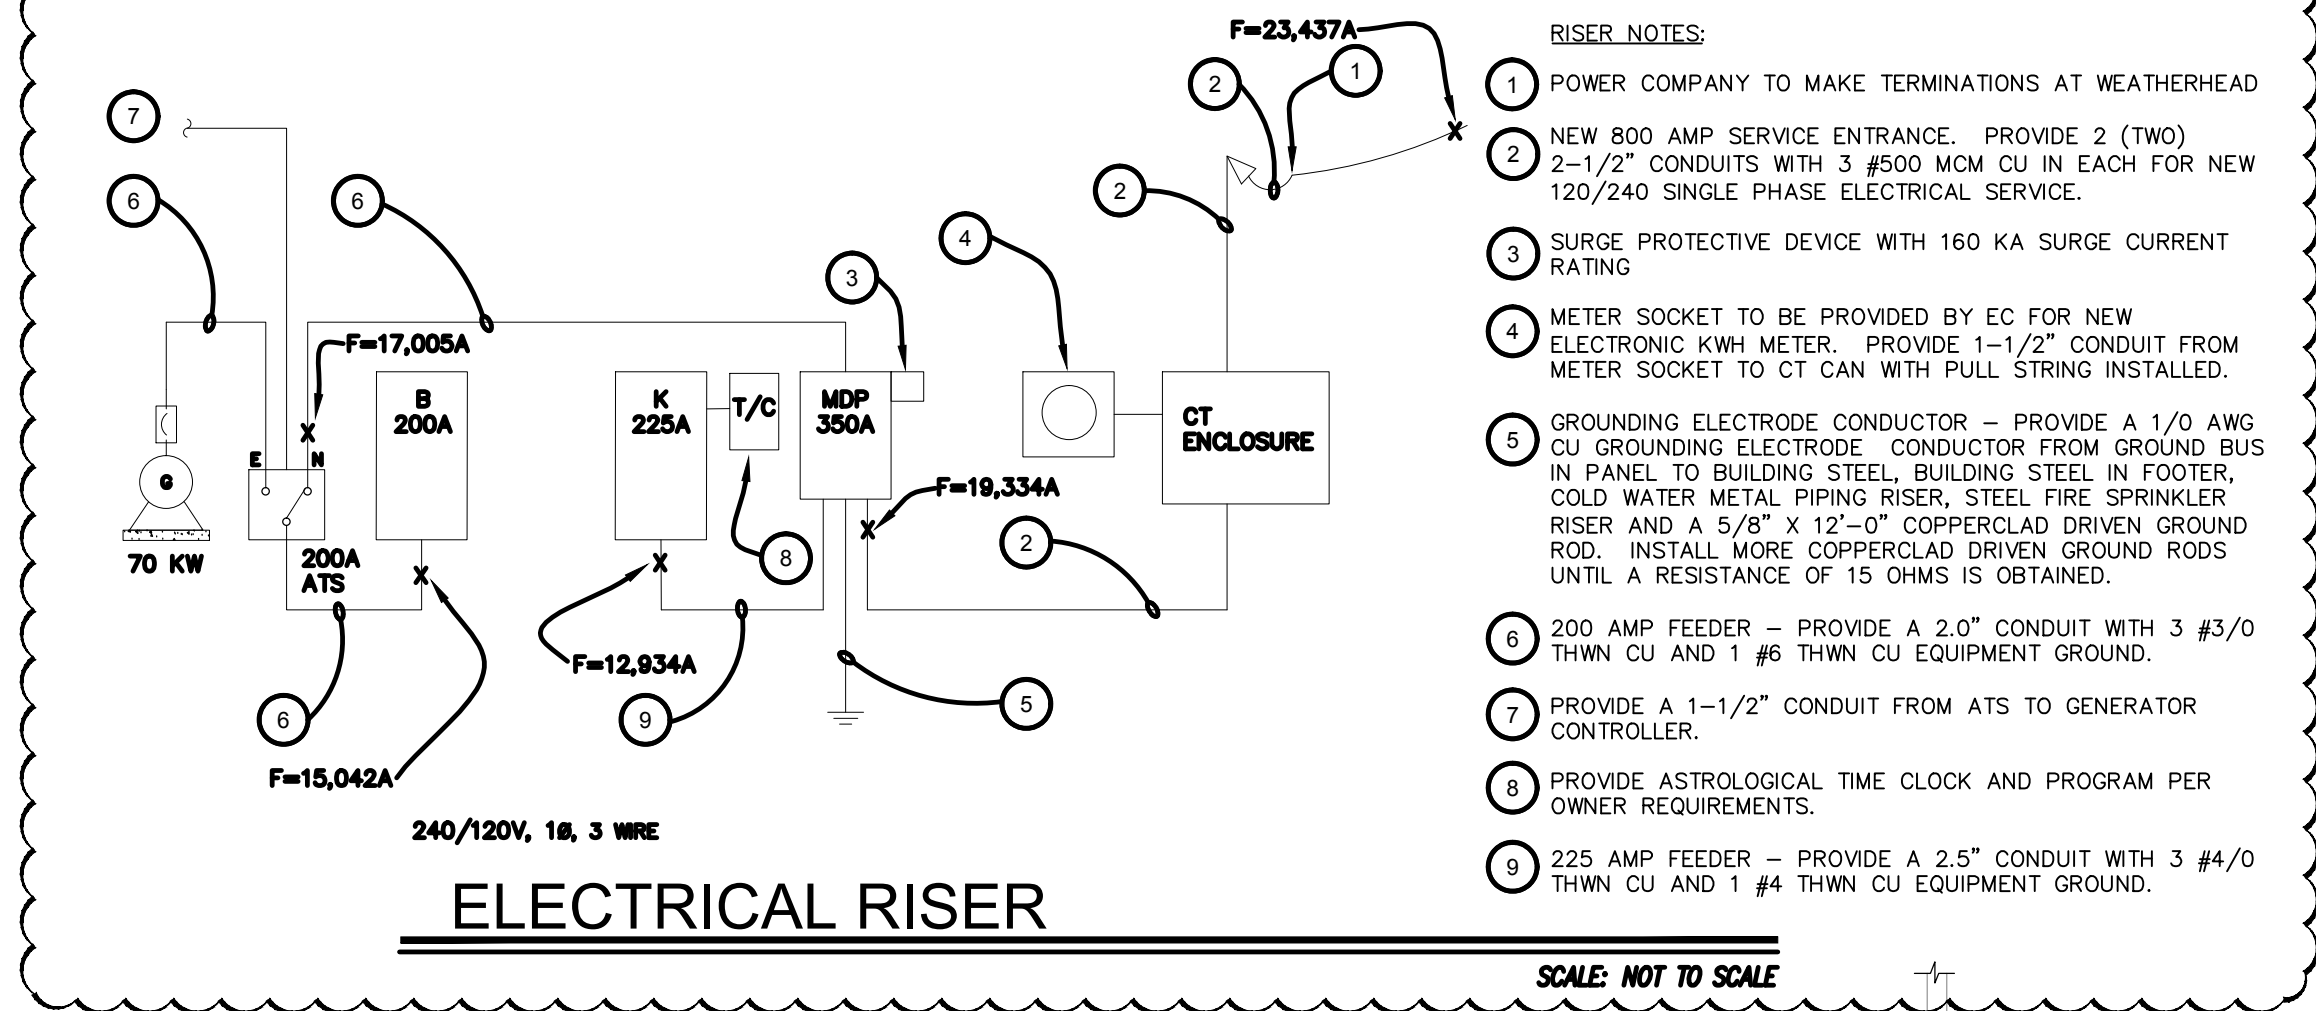 F=23,437A
1
2
7
6
6
2
4
3
F=17,005A
B
200A
K
225A
T/C
MDP
350A
CT
ENCLOSURE
E
N
G
F=19,334A
70 KW
200A
ATS
8
2
F=12,934A
6
9
5
F=15,042A
240/120V, 1Ø, 3 WIRE
ELECTRICAL RISER
SCALE: NOT TO SCALE
RISER NOTES:
1 POWER COMPANY TO MAKE TERMINATIONS AT WEATHERHEAD
2 NEW 800 AMP SERVICE ENTRANCE. PROVIDE 2 (TWO)
2-1/2" CONDUITS WITH 3 #500 MCM CU IN EACH FOR NEW
120/240 SINGLE PHASE ELECTRICAL SERVICE.
3 SURGE PROTECTIVE DEVICE WITH 160 KA SURGE CURRENT
RATING
4 METER SOCKET TO BE PROVIDED BY EC FOR NEW
ELECTRONIC KWH METER. PROVIDE 1-1/2" CONDUIT FROM
METER SOCKET TO CT CAN WITH PULL STRING INSTALLED.
5 GROUNDING ELECTRODE CONDUCTOR – PROVIDE A 1/0 AWG
CU GROUNDING ELECTRODE CONDUCTOR FROM GROUND BUS
IN PANEL TO BUILDING STEEL, BUILDING STEEL IN FOOTER,
COLD WATER METAL PIPING RISER, STEEL FIRE SPRINKLER
RISER AND A 5/8" X 12'-0" COPPERCLAD DRIVEN GROUND
ROD. INSTALL MORE COPPERCLAD DRIVEN GROUND RODS
UNTIL A RESISTANCE OF 15 OHMS IS OBTAINED.
6 200 AMP FEEDER – PROVIDE A 2.0" CONDUIT WITH 3 #3/0
THWN CU AND 1 #6 THWN CU EQUIPMENT GROUND.
7 PROVIDE A 1-1/2" CONDUIT FROM ATS TO GENERATOR
CONTROLLER.
8 PROVIDE ASTROLOGICAL TIME CLOCK AND PROGRAM PER
OWNER REQUIREMENTS.
9 225 AMP FEEDER – PROVIDE A 2.5" CONDUIT WITH 3 #4/0
THWN CU AND 1 #4 THWN CU EQUIPMENT GROUND.